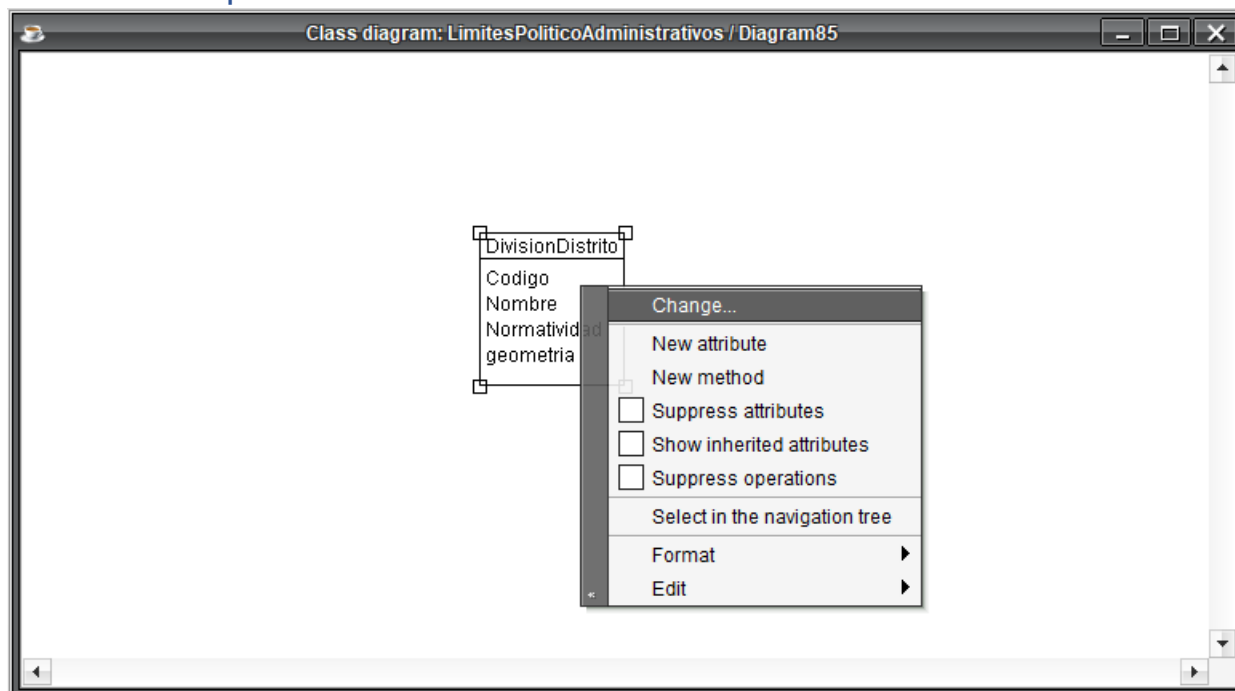 Class diagram: LimitesPoliticoAdministrativos / Diagram85
DivisionDistrito
Codigo
Nombre
Normatividad
geometria
Change...
New attribute
New method
Suppress attributes
Show inherited attributes
Suppress operations
Select in the navigation tree
Format
Edit